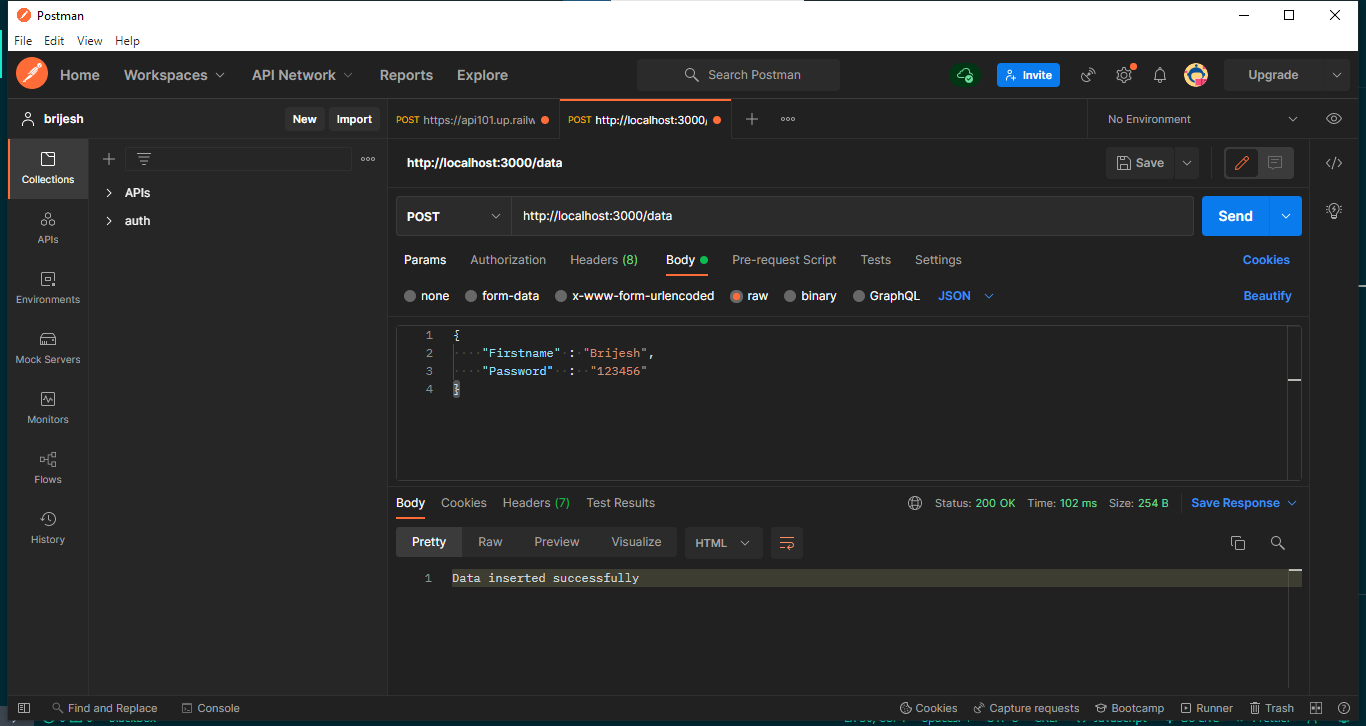 Postman
File Edit View Help
Home Workspaces API Network Reports Explore Search Postman Invite Upgrade
brijesh New Import POST https://api101.up.railw POST http://localhost:3000/ No Environment
Collections
APIs
Environments
Mock Servers
Monitors
Flows
History
APIs
auth
http://localhost:3000/data Save
POST http://localhost:3000/data Send
Params Authorization Headers (8) Body Pre-request Script Tests Settings Cookies
none form-data x-www-form-urlencoded raw binary GraphQL JSON Beautify
1 {
2 "Firstname" : "Brijesh",
3 "Password" : "123456"
4 }
Body Cookies Headers (7) Test Results Status: 200 OK Time: 102 ms Size: 254 B Save Response
Pretty Raw Preview Visualize HTML
1 Data inserted successfully
Find and Replace Console Cookies Capture requests Bootcamp Runner Trash